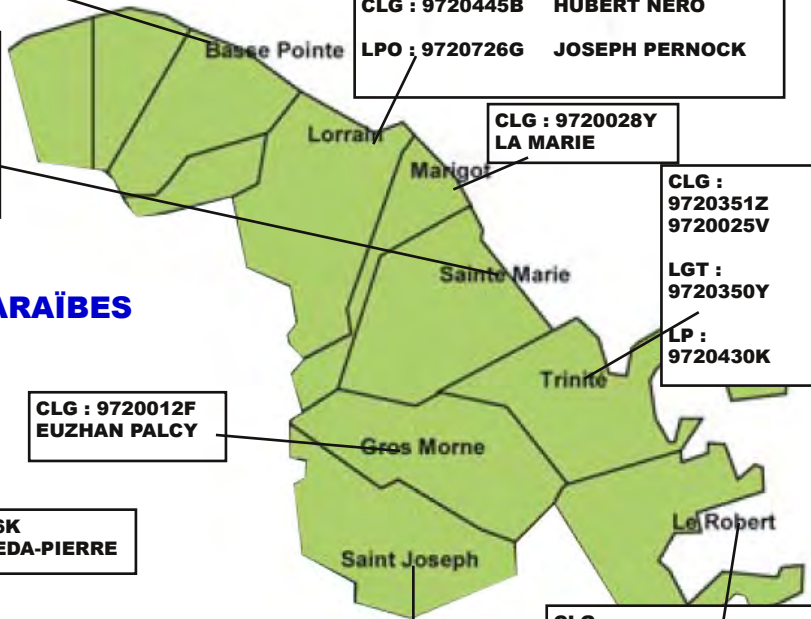 CLG : 9720445B HUBERT NERO
LPO : 9720726G JOSEPH PERNOCK
Basse Pointe
CLG : 9720028Y
LA MARIE
Lorrain
Marigot
CLG :
9720351Z
9720025V
LGT :
9720350Y
LP :
9720430K
Sainte Marie
ARAÏBES
Trinité
CLG : 9720012F
EUZHAN PALCY
Gros Morne
6K
EDA-PIERRE
Le Robert
Saint Joseph
CLG